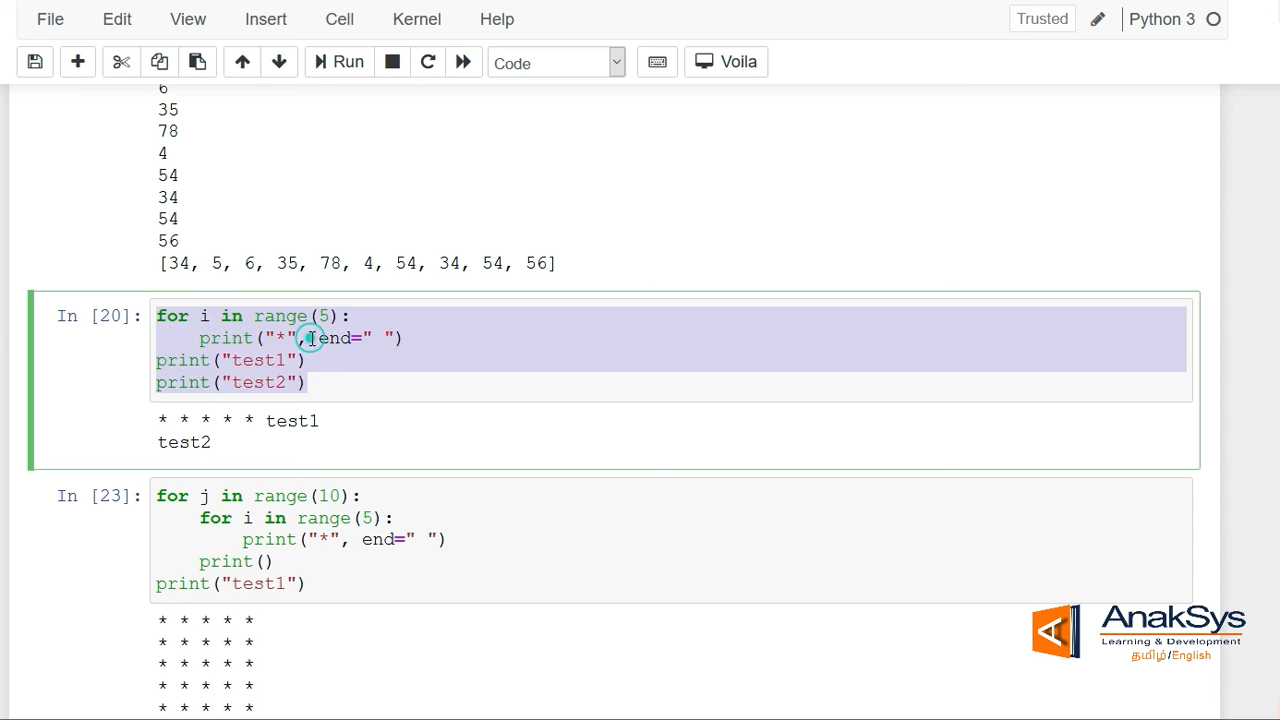 File Edit View Insert Cell Kernel Help Trusted Python 3
Run Code Voila
6
35
78
4
54
34
54
56
[34, 5, 6, 35, 78, 4, 54, 34, 54, 56]
In [20]: for i in range(5):
print("*", end=" ")
print("test1")
print("test2")
* * * * * test1
test2
In [23]: for j in range(10):
for i in range(5):
print("*", end=" ")
print()
print("test1")
* * * * *
* * * * *
* * * * *
* * * * *
* * * * *
A AnakSys
Learning & Development
தமிழ்/English